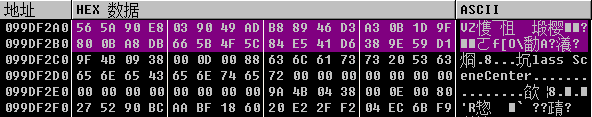 地址 HEX 数据 ASCII
099DF2A0 56 5A 90 E8 03 90 49 AD B8 89 46 D3 A3 0B 1D 9F VZ
099DF2B0 80 0B A8 DB 66 5B 4F 5C 84 E5 41 D6 38 9E 59 D1 f[O\ A?
099DF2C0 9F 4B 09 38 00 0D 00 88 63 6C 61 73 73 20 53 63 .8... lass Sc
099DF2D0 65 6E 65 43 65 6E 74 65 72 00 00 00 00 00 00 00 eneCenter.......
099DF2E0 00 00 00 00 00 00 00 00 9A 4B 04 38 00 0E 00 80 ........ 8. .
099DF2F0 27 52 90 BC AA BF 18 60 20 E2 2F F2 04 EC 6B F9 'R ` ??